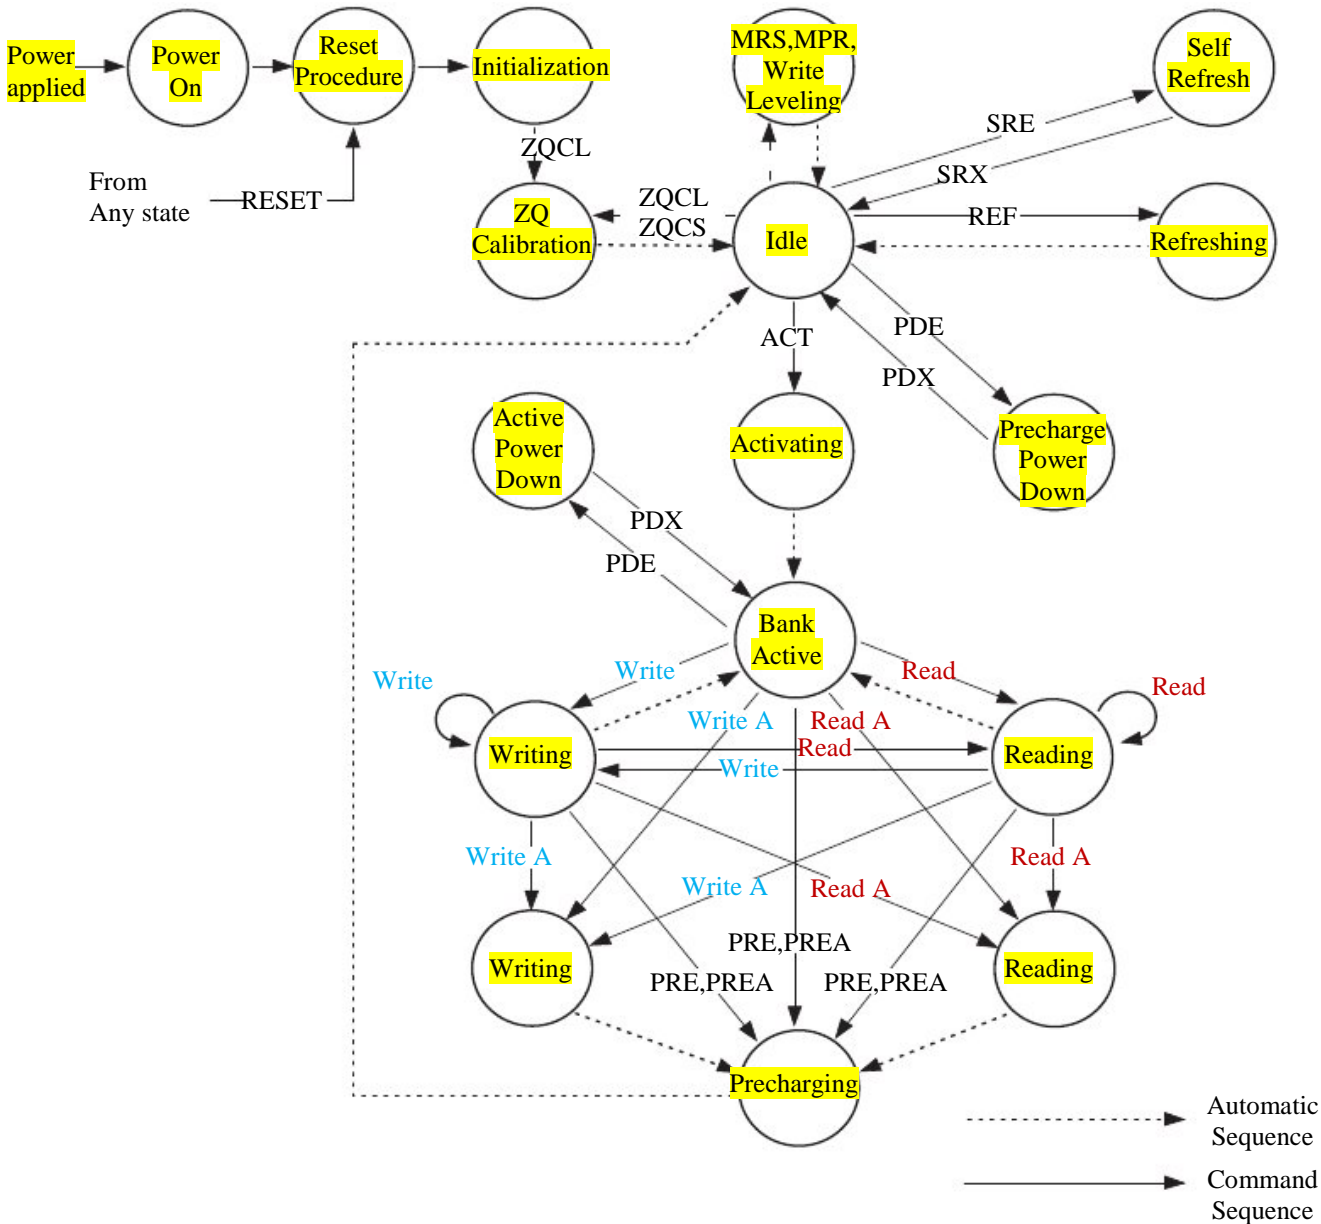 Power
applied
Power
On
Reset
Procedure
Initialization
MRS,MPR,
Write
Leveling
Self
Refresh
ZQCL
SRE
SRX
From
Any state
RESET
ZQ
Calibration
ZQCL
ZQCS
Idle
REF
Refreshing
ACT
PDE
PDX
Active
Power
Down
Activating
Precharge
Power
Down
PDX
PDE
Bank
Active
Write
Write
Read
Read
Write A
Read A
Writing
Read
Write
Reading
Write A
Write A
Read A
Read A
Writing
PRE,PREA
PRE,PREA
PRE,PREA
Reading
Precharging
Automatic
Sequence
Command
Sequence